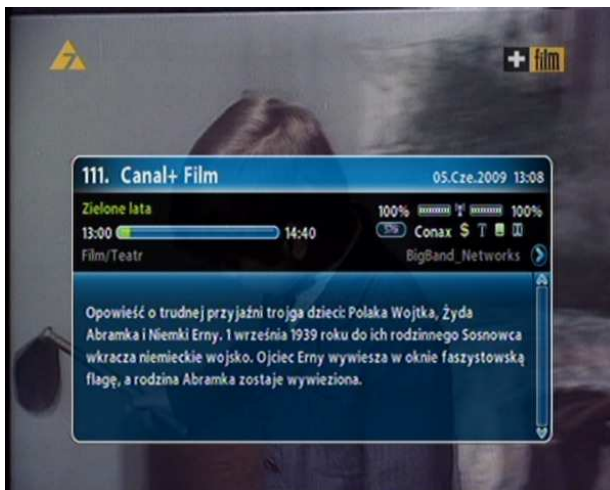 7
film
111. Canal+ Film
05.Cze.2009 13:08
Zielone lata
100% 100%
13:00 14:40
576 Conax $ T
Film/Teatr
BigBand_Networks
Opowieść o trudnej przyjaźni trojga dzieci: Polaka Wojtka, Żyda
Abramka i Niemki Erny. 1 września 1939 roku do ich rodzinnego Sosnowca
wkracza niemieckie wojsko. Ojciec Erny wywiesza w oknie faszystowską
flagę, a rodzina Abramka zostaje wywieziona.